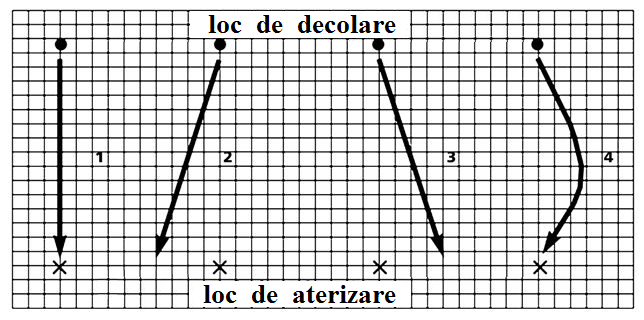 loc de decolare
1 2 3 4
loc de aterizare